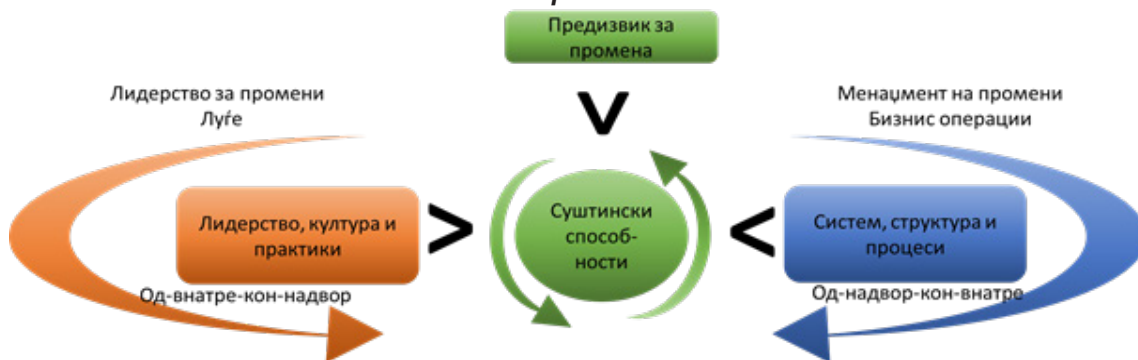 Предизвик за
промена
Лидерство за промени
Луѓе
Менаџмент на промени
Бизнис операции
Лидерство, култура и
практики
>
V
Суштински
способ-
ности
<
Систем, структура и
процеси
Од-внатре-кон-надвор
Од-надвор-кон-внатре